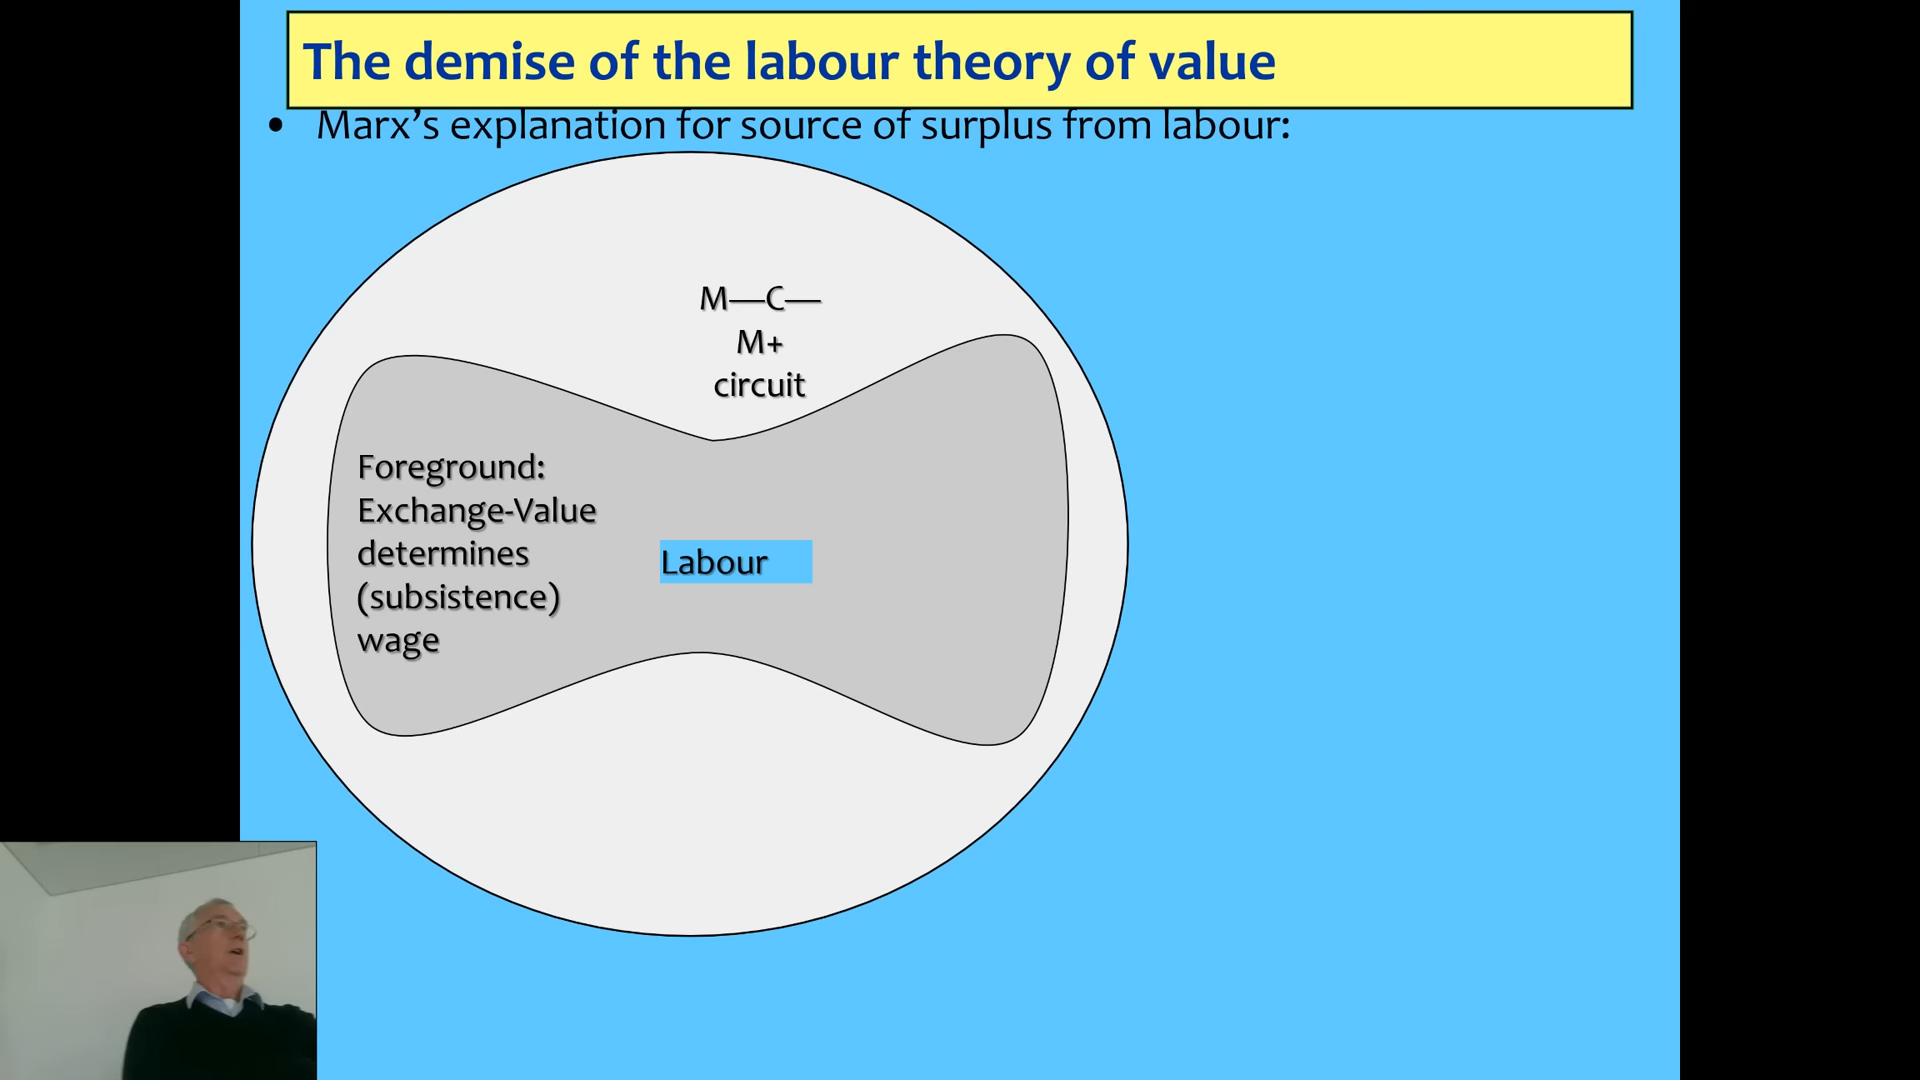 The demise of the labour theory of value
• Marx’s explanation for source of surplus from labour:
M—C—
M+
circuit
Foreground:
Exchange-Value
determines
(subsistence)
wage
Labour